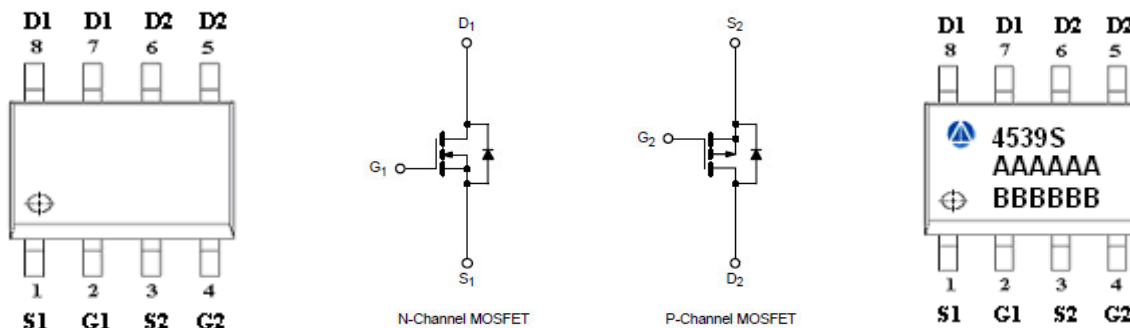 D1 D1 D2 D2
8 7 6 5
1 2 3 4
S1 G1 S2 G2
D1
G1
S1
N-Channel MOSFET
S2
G2
D2
P-Channel MOSFET
D1 D1 D2 D2
8 7 6 5
4539S
AAAAAA
BBBBBB
1 2 3 4
S1 G1 S2 G2